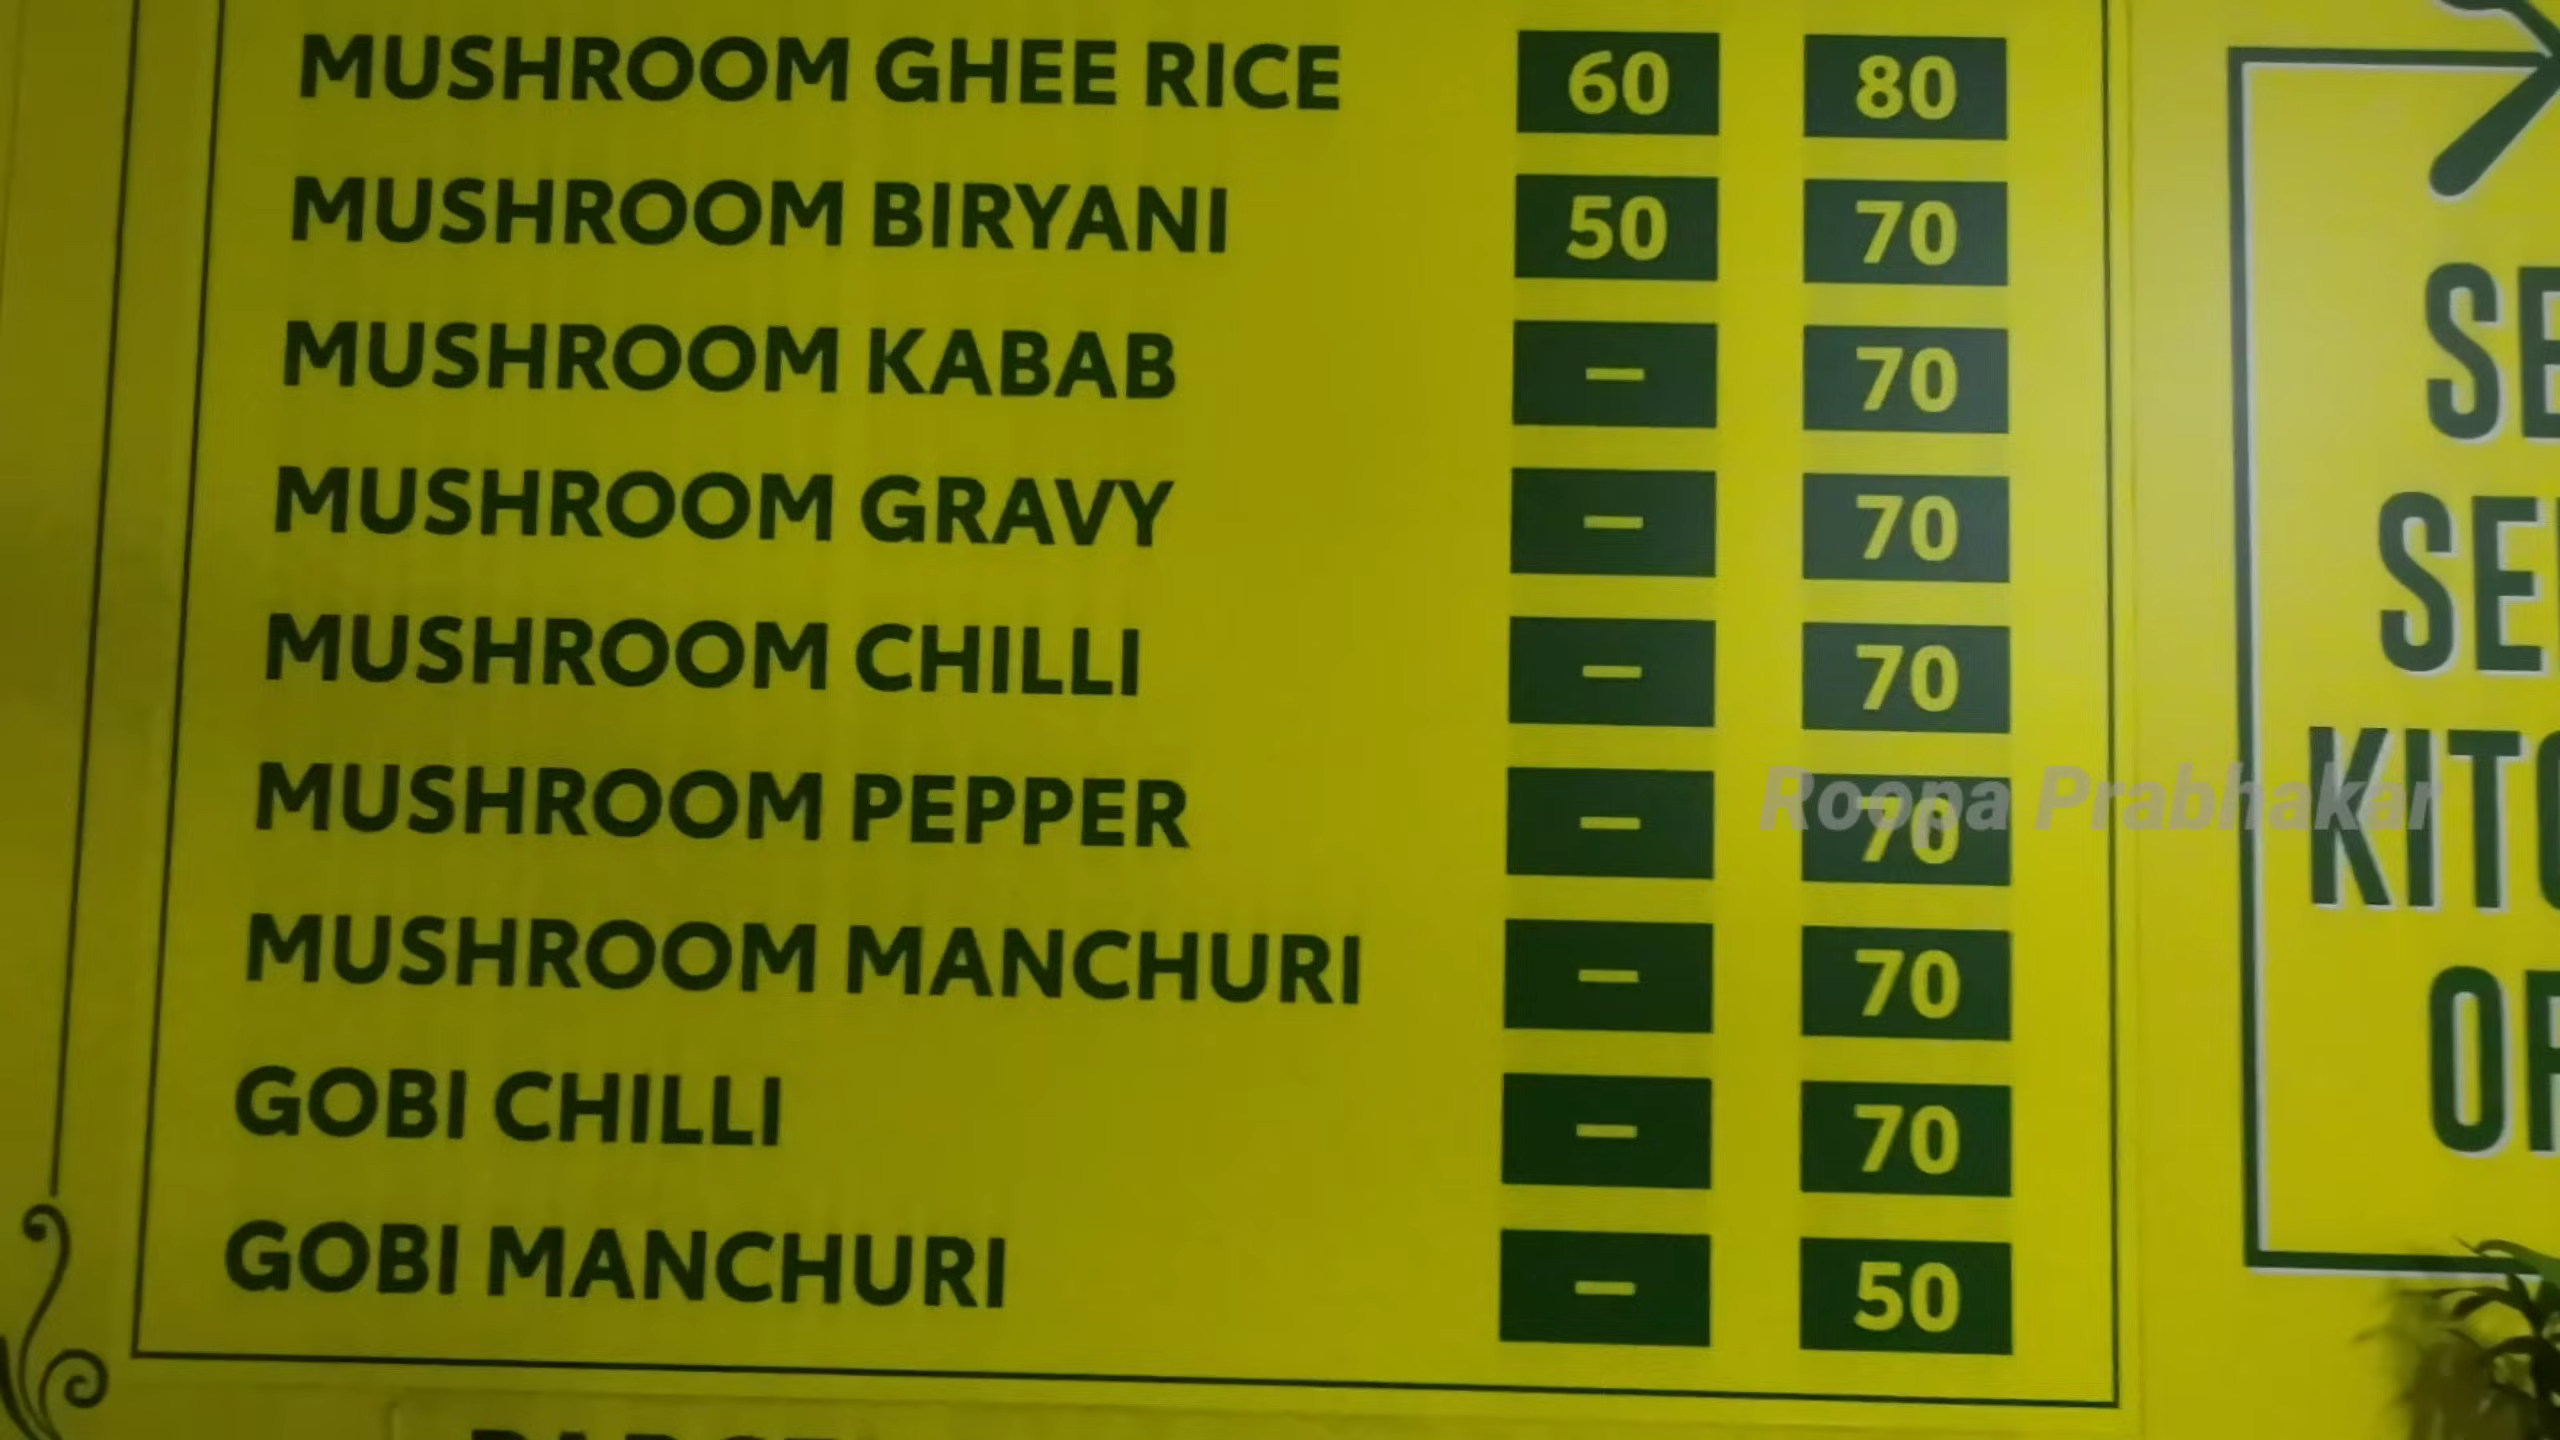 MUSHROOM GHEE RICE 60 80
MUSHROOM BIRYANI 50 70
MUSHROOM KABAB – 70
MUSHROOM GRAVY – 70
MUSHROOM CHILLI – 70
MUSHROOM PEPPER – 70
MUSHROOM MANCHURI – 70
GOBI CHILLI – 70
GOBI MANCHURI – 50
Roopa Prabhakar